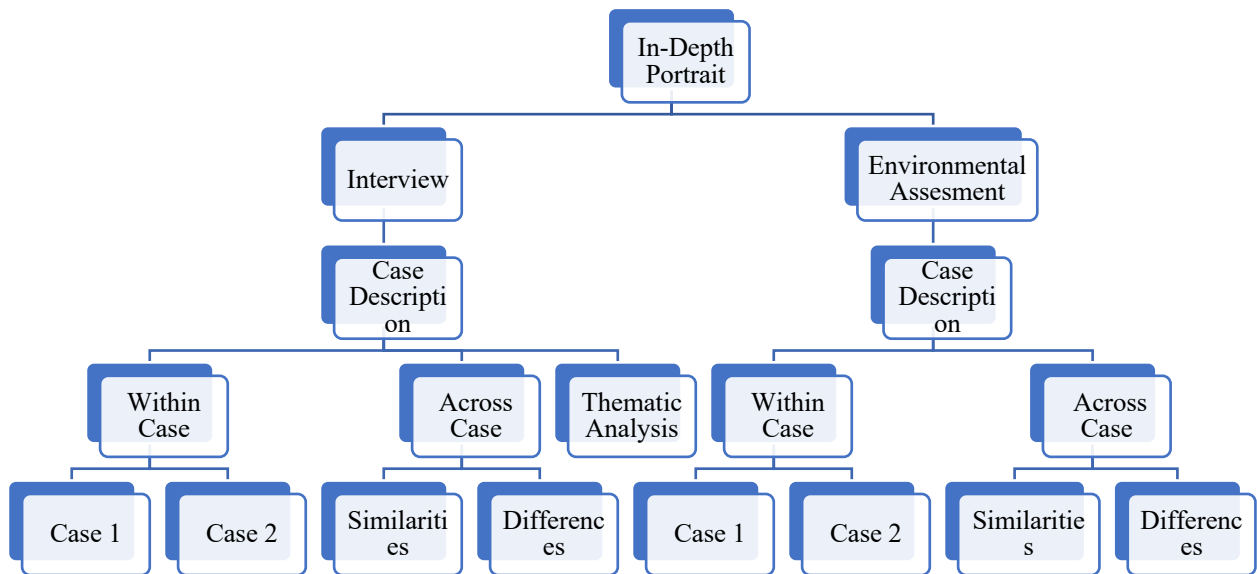 In-Depth
Portrait
Interview
Environmental
Assesment
Case
Descripti
on
Case
Descripti
on
Within
Case
Across
Case
Thematic
Analysis
Within
Case
Across
Case
Case 1
Case 2
Similariti
es
Differenc
es
Case 1
Case 2
Similaritie
s
Differenc
es